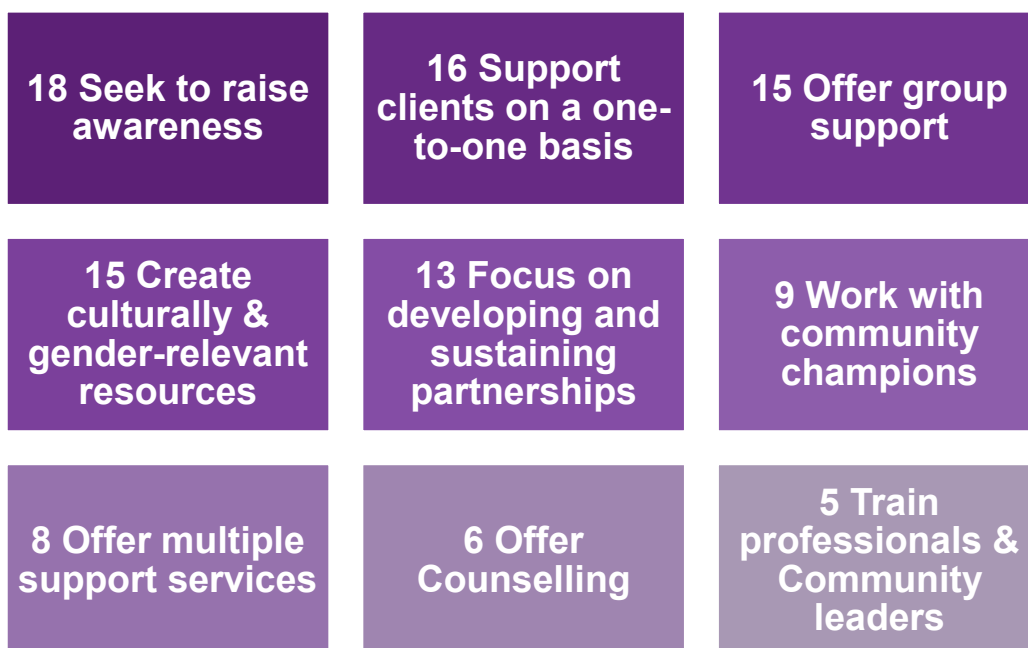 18 Seek to raise
awareness
16 Support
clients on a one-
to-one basis
15 Offer group
support
15 Create
culturally &
gender-relevant
resources
13 Focus on
developing and
sustaining
partnerships
9 Work with
community
champions
8 Offer multiple
support services
6 Offer
Counselling
5 Train
professionals &
Community
leaders